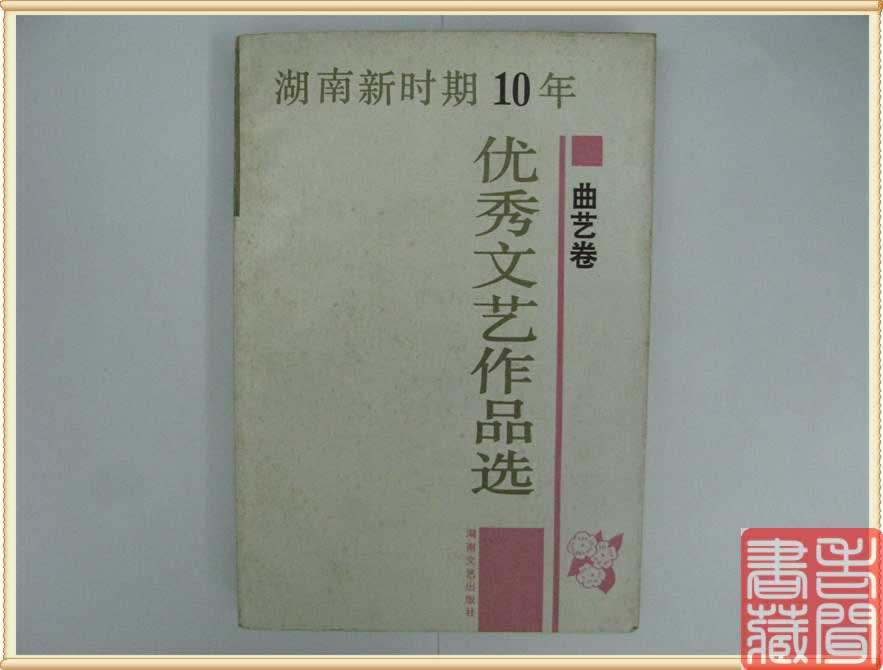 湖南新时期10年
优秀文艺作品选
曲艺卷
湖南文艺出版社
書藏